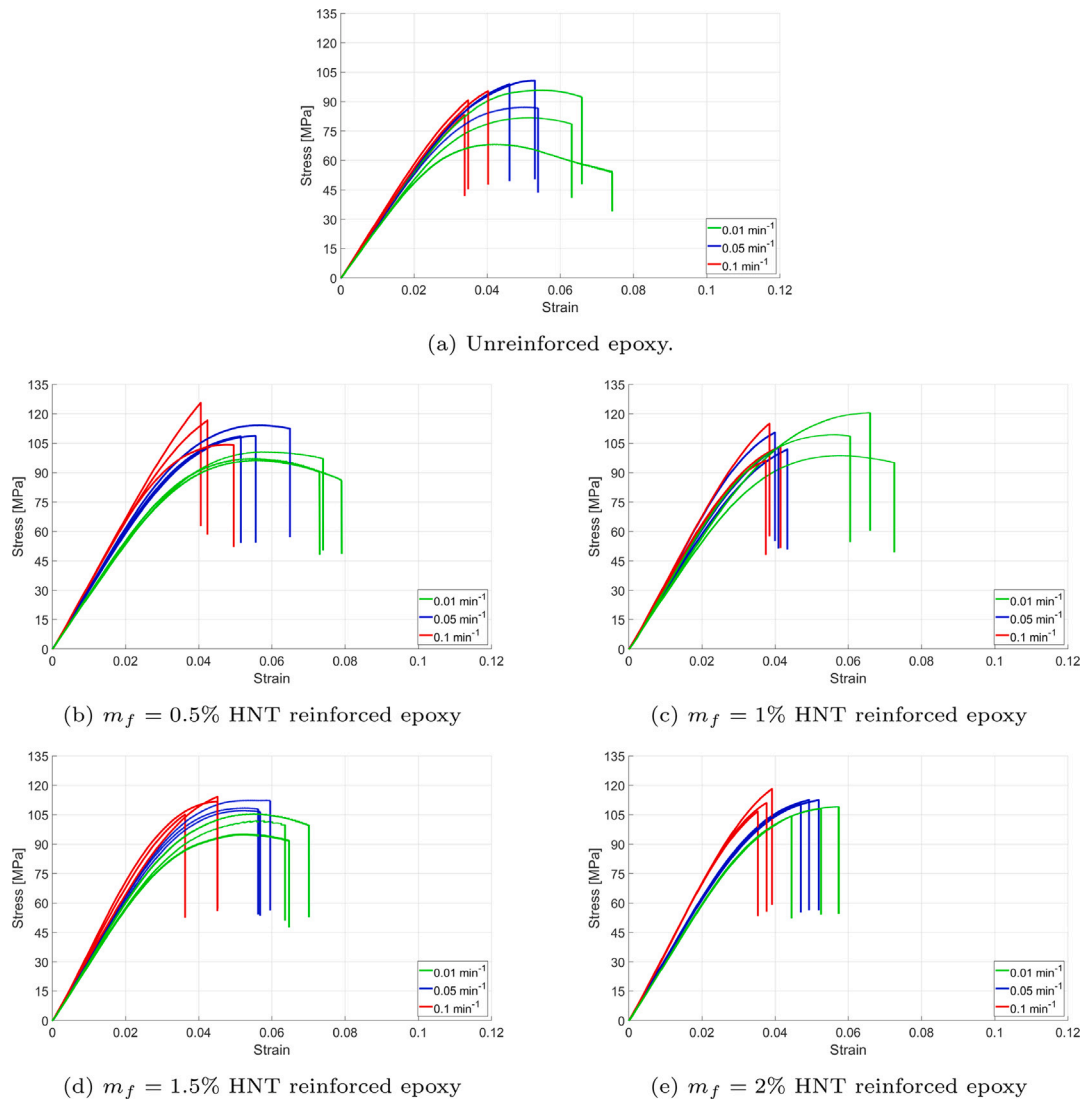 135
120
105
90
75
60
45
30
15
0
Stress [MPa]
0 0.02 0.04 0.06 0.08 0.1 0.12
Strain
0.01 min⁻¹
0.05 min⁻¹
0.1 min⁻¹
(a) Unreinforced epoxy.
135
120
105
90
75
60
45
30
15
0
Stress [MPa]
0 0.02 0.04 0.06 0.08 0.1 0.12
Strain
0.01 min⁻¹
0.05 min⁻¹
0.1 min⁻¹
(b) m_f = 0.5% HNT reinforced epoxy
135
120
105
90
75
60
45
30
15
0
Stress [MPa]
0 0.02 0.04 0.06 0.08 0.1 0.12
Strain
0.01 min⁻¹
0.05 min⁻¹
0.1 min⁻¹
(c) m_f = 1% HNT reinforced epoxy
135
120
105
90
75
60
45
30
15
0
Stress [MPa]
0 0.02 0.04 0.06 0.08 0.1 0.12
Strain
0.01 min⁻¹
0.05 min⁻¹
0.1 min⁻¹
(d) m_f = 1.5% HNT reinforced epoxy
135
120
105
90
75
60
45
30
15
0
Stress [MPa]
0 0.02 0.04 0.06 0.08 0.1 0.12
Strain
0.01 min⁻¹
0.05 min⁻¹
0.1 min⁻¹
(e) m_f = 2% HNT reinforced epoxy